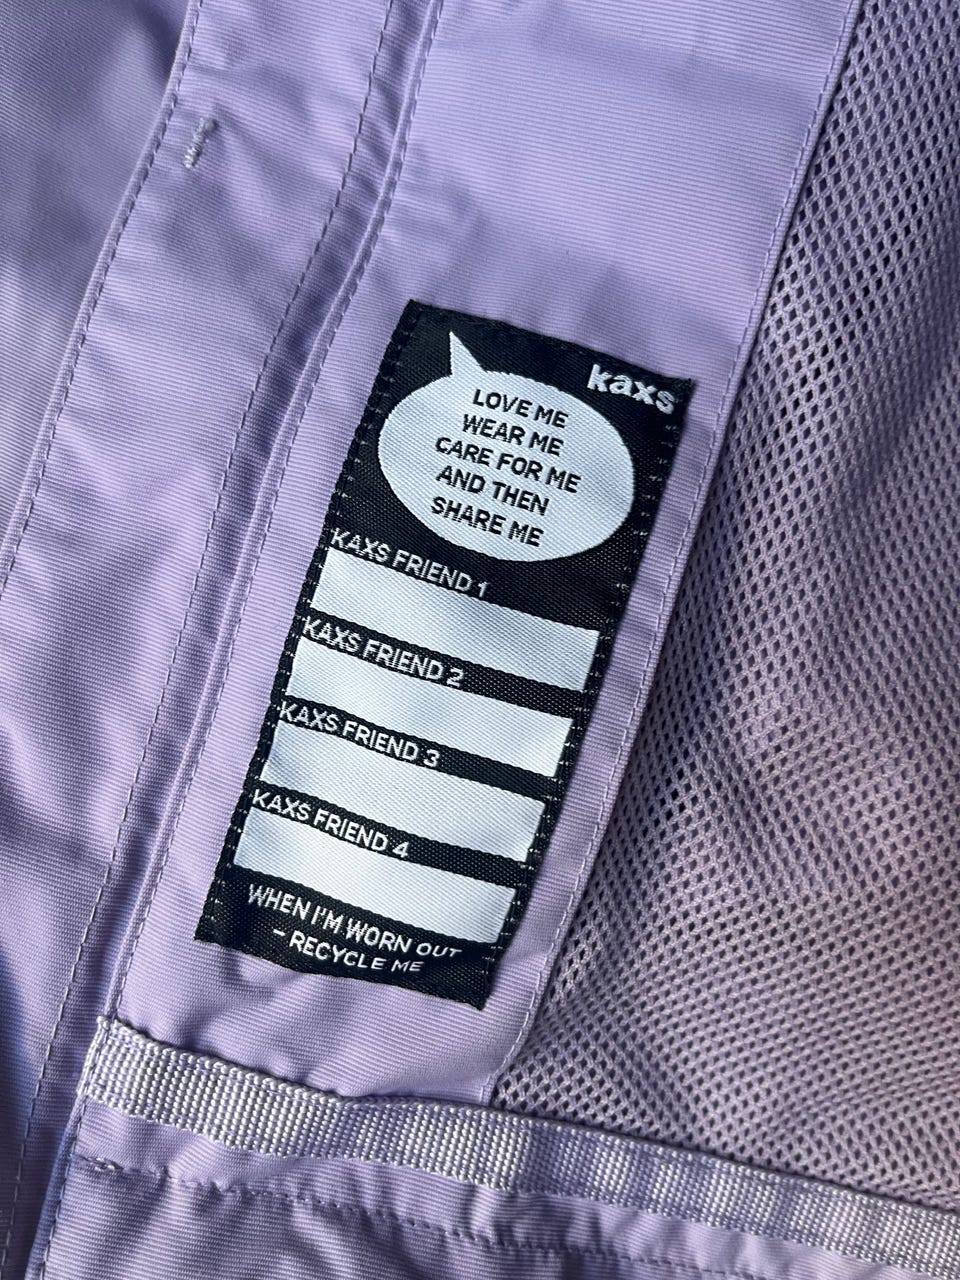 kaxs
LOVE ME
WEAR ME
CARE FOR ME
AND THEN
SHARE ME
KAXS FRIEND 1
KAXS FRIEND 2
KAXS FRIEND 3
KAXS FRIEND 4
WHEN I'M WORN OUT
- RECYCLE ME